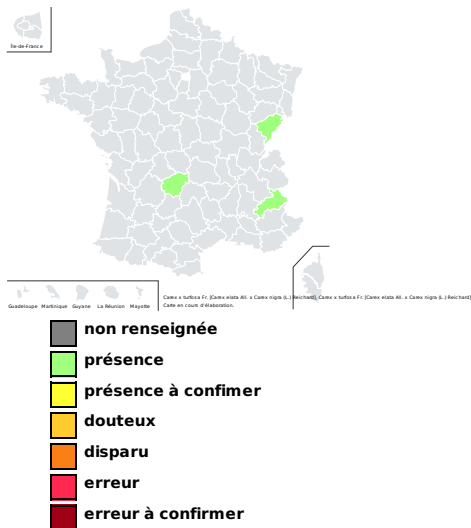 Île-de-France
Guadeloupe Martinique Guyane La Réunion Mayotte
Carex x turfosa Fr. [Carex elata All. x Carex nigra (L.) Reichard], Carex x turfosa Fr. [Carex elata All. x Carex nigra (L.) Reichard]
Carte en cours d'élaboration.
non renseignée
présence
présence à confimer
douteux
disparu
erreur
erreur à confirmer